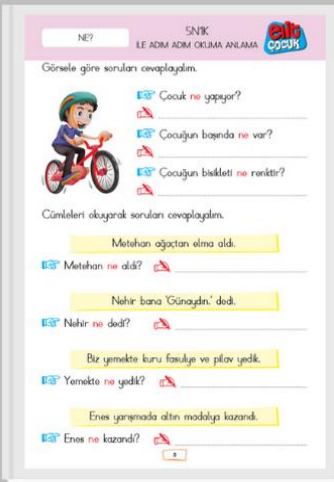 NE?
5N1K
İLE ADIM ADIM OKUMA ANLAMA
elit
ÇOCUK
Görsele göre soruları cevaplayalım.
Çocuk ne yapıyor?
Çocuğun başında ne var?
Çocuğun bisikleti ne renktir?
Cümleleri okuyarak soruları cevaplayalım.
Metehan ağaçtan elma aldı.
Metehan ne aldı?
Nehir bana 'Günaydın.' dedi.
Nehir ne dedi?
Biz yemekte kuru fasulye ve pilav yedik.
Yemekte ne yedik?
Enes yarışmada altın madalya kazandı.
Enes ne kazandı?